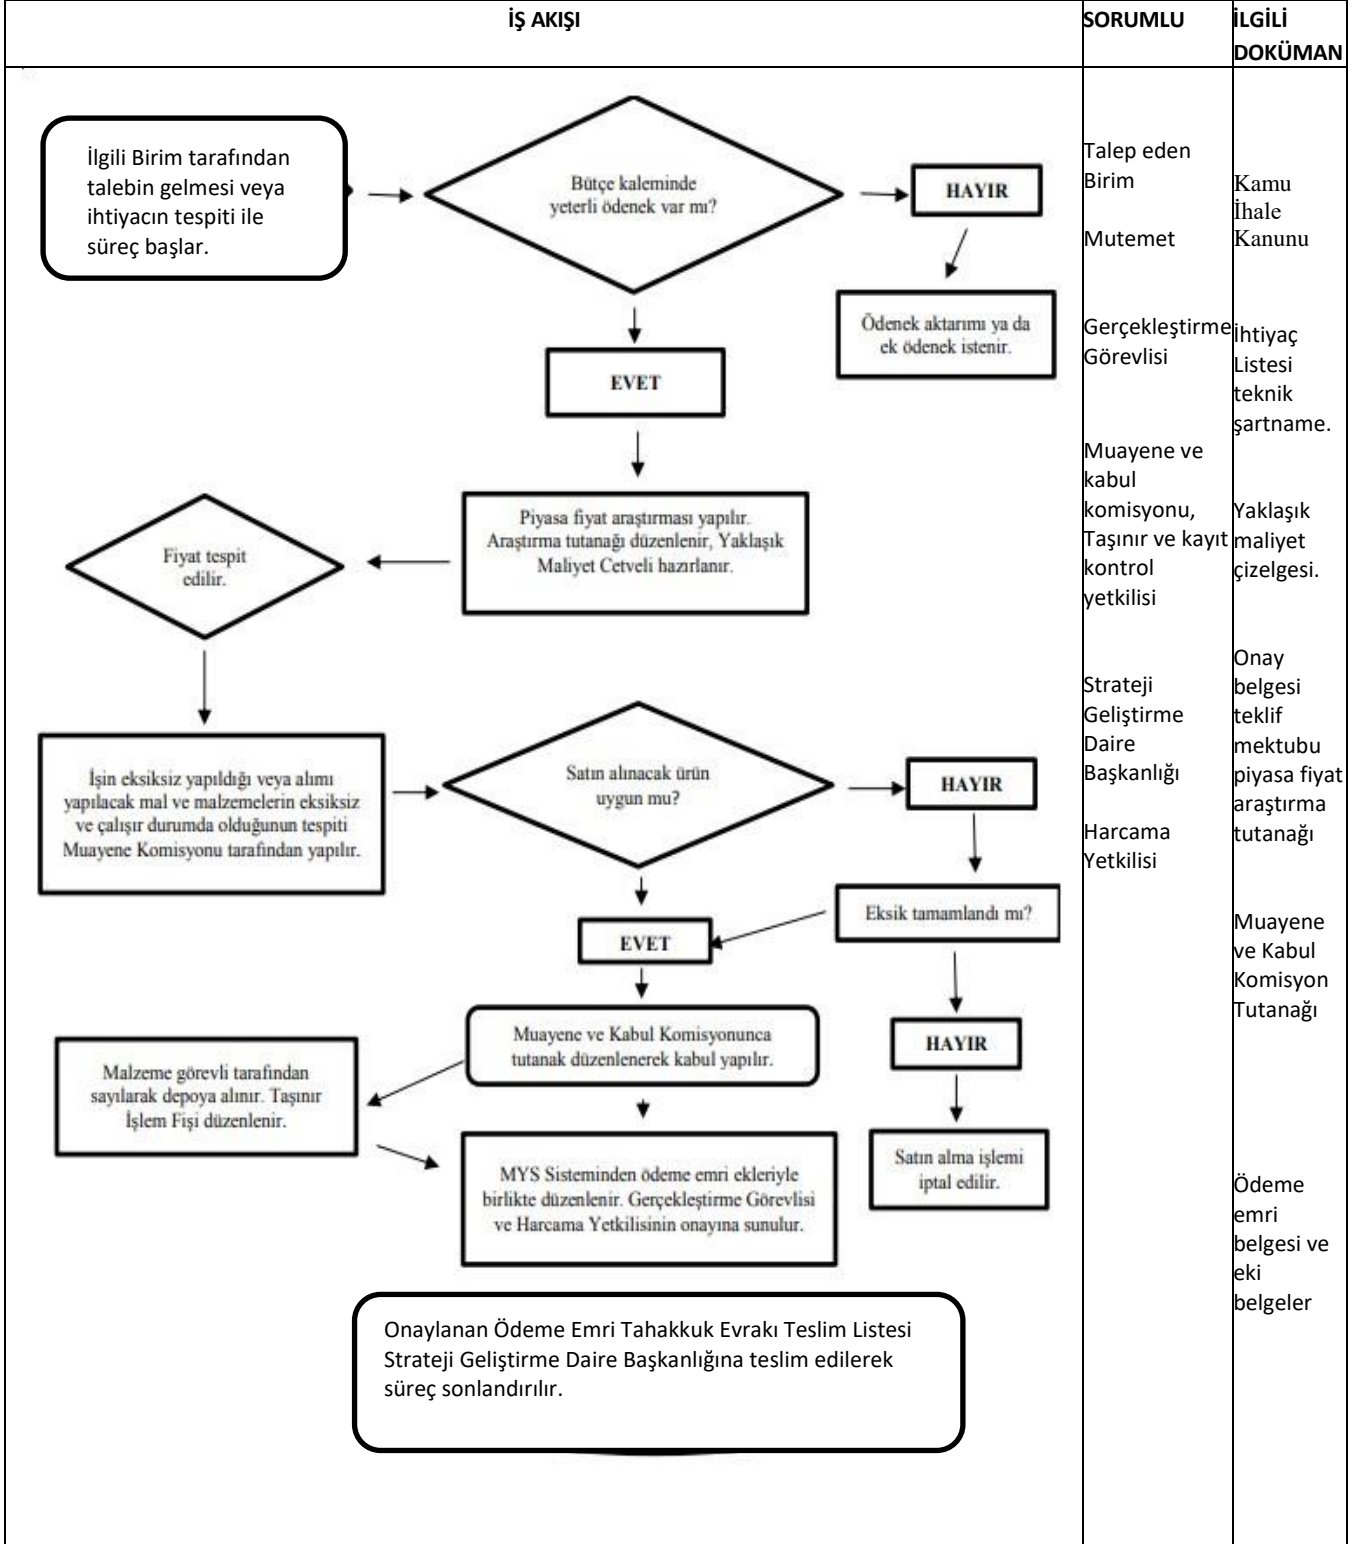 İŞ AKIŞI
SORUMLU
İLGİLİ
DOKÜMAN
İlgili Birim tarafından
talebin gelmesi veya
ihtiyacın tespiti ile
süreç başlar.
Bütçe kaleminde
yeterli ödenek var mı?
HAYIR
Ödenek aktarımı ya da
ek ödenek istenir.
EVET
Piyasa fiyat araştırması yapılır.
Araştırma tutanağı düzenlenir, Yaklaşık
Maliyet Cetveli hazırlanır.
Fiyat tespit
edilir.
İşin eksiksiz yapıldığı veya alımı
yapılacak mal ve malzemelerin eksiksiz
ve çalışır durumda olduğunun tespiti
Muayene Komisyonu tarafından yapılır.
Satın alınacak ürün
uygun mu?
HAYIR
Eksik tamamlandı mı?
EVET
HAYIR
Muayene ve Kabul Komisyonunca
tutanak düzenlenerek kabul yapılır.
Malzeme görevli tarafından
sayılarak depoya alınır. Taşınır
İşlem Fişi düzenlenir.
Satın alma işlemi
iptal edilir.
MYS Sisteminden ödeme emri ekleriyle
birlikte düzenlenir. Gerçekleştirme Görevlisi
ve Harcama Yetkilisinin onayına sunulur.
Onaylanan Ödeme Emri Tahakkuk Evrakı Teslim Listesi
Strateji Geliştirme Daire Başkanlığına teslim edilerek
süreç sonlandırılır.
Talep eden
Birim
Mutemet
Gerçekleştirme
Görevlisi
Muayene ve
kabul
komisyonu,
Taşınır ve kayıt
kontrol
yetkilisi
Strateji
Geliştirme
Daire
Başkanlığı
Harcama
Yetkilisi
Kamu
İhale
Kanunu
İhtiyaç
Listesi
teknik
şartname.
Yaklaşık
maliyet
çizelgesi.
Onay
belgesi
teklif
mektubu
piyasa fiyat
araştırma
tutanağı
Muayene
ve Kabul
Komisyon
Tutanağı
Ödeme
emri
belgesi ve
eki
belgeler